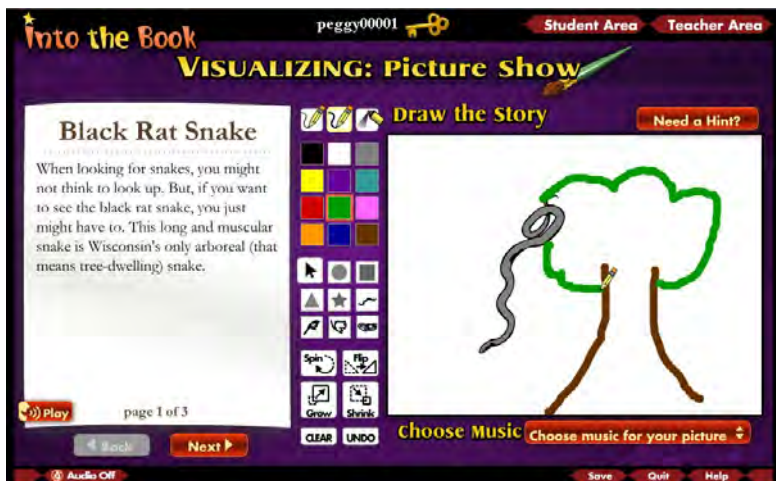 peggy00001
Student Area
Teacher Area
Into the Book
VISUALIZING: Picture Show
Black Rat Snake
When looking for snakes, you might
not think to look up. But, if you want
to see the black rat snake, you just
might have to. This long and muscular
snake is Wisconsin's only arboreal (that
means tree-dwelling) snake.
Play
page 1 of 3
Back
Next
Draw the Story
Need a Hint?
Spin
Flip
Grow
Shrink
CLEAR
UNDO
Choose Music
Choose music for your picture
Audio Off
Save
Quit
Help